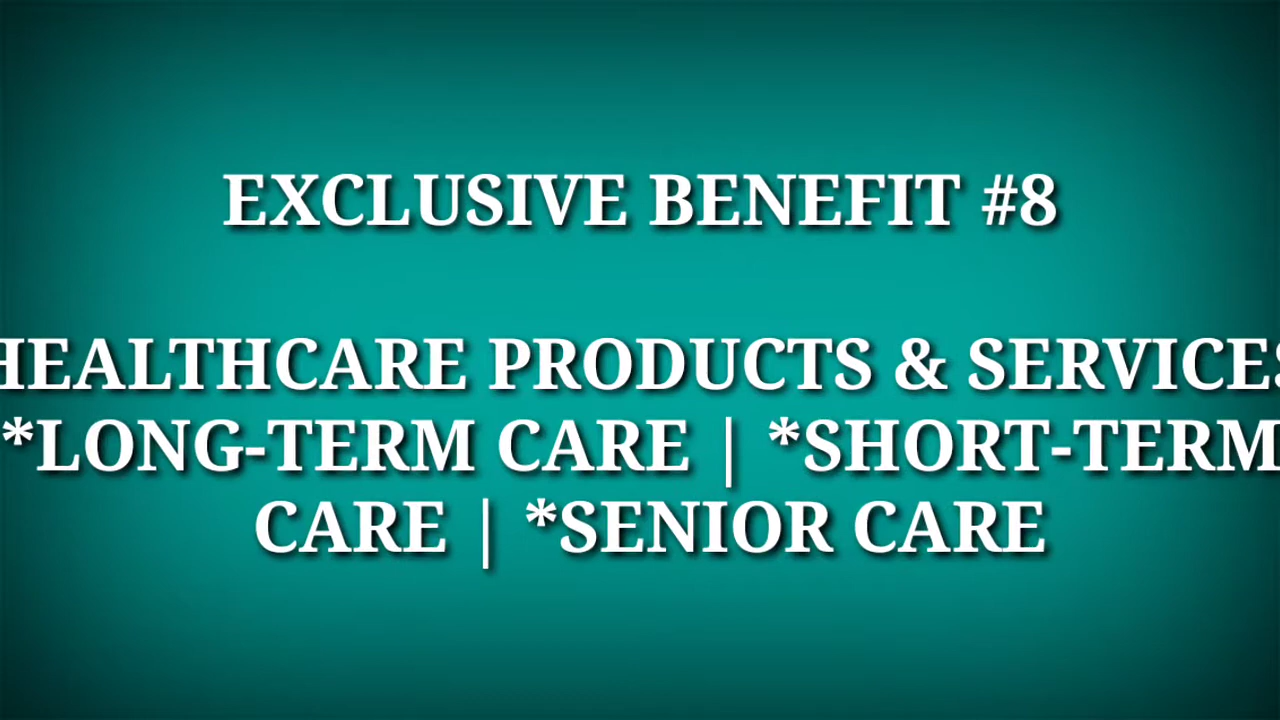 EXCLUSIVE BENEFIT #8
HEALTHCARE PRODUCTS & SERVICES
*LONG-TERM CARE | *SHORT-TERM
CARE | *SENIOR CARE